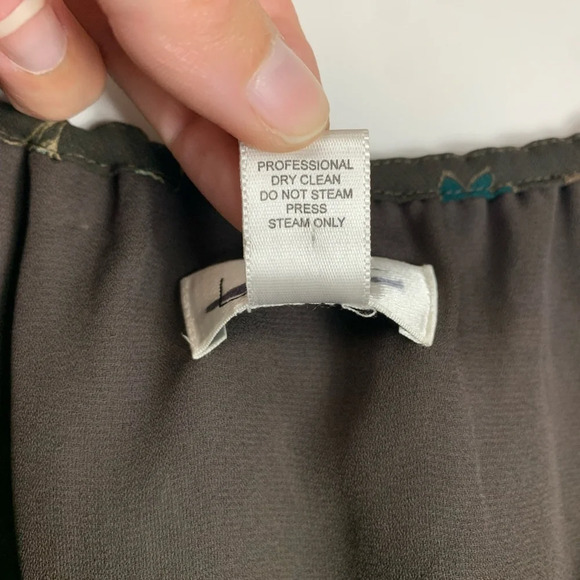 PROFESSIONAL
DRY CLEAN
DO NOT STEAM
PRESS
STEAM ONLY
L